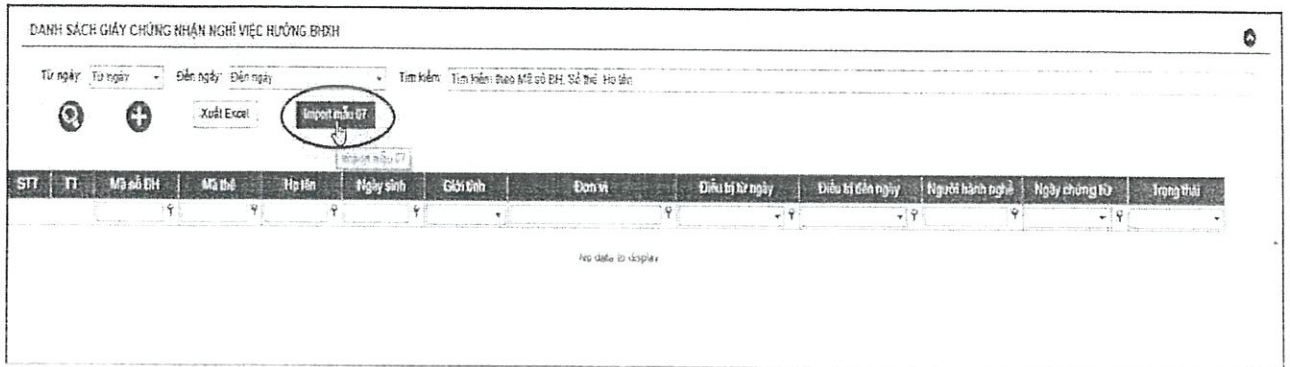 DANH SÁCH GIẤY CHỨNG NHẬN NGHỈ VIỆC HƯỞNG BHXH
Từ ngày: Từ ngày Đến ngày: Đến ngày Tìm kiếm: Tìm kiếm theo Mã số BH, Số thẻ, Họ tên
Xuất Excel Import mẫu 07
Import mẫu 07
STT TT Mã số BH Mã thẻ Họ tên Ngày sinh Giới tính Đơn vị Điều trị từ ngày Điều trị đến ngày Người hành nghề Ngày chứng từ Trạng thái
No data to display